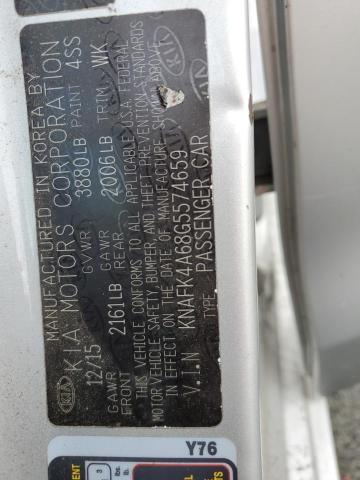 MANUFACTURED IN KOREA BY
KIA MOTORS CORPORATION
12/15 GVWR 3880LB PAINT 4SS
GAWR FRONT 2161LB GAWR REAR 2006LB TRIM WK
THIS VEHICLE CONFORMS TO ALL APPLICABLE U.S.A. FEDERAL
MOTOR VEHICLE SAFETY, BUMPER, AND THEFT PREVENTION STANDARDS
IN EFFECT ON THE DATE OF MANUFACTURE SHOWN ABOVE.
V.I.N KNAFK4A68G5574659
TYPE: PASSENGER CAR
KIA
Y76